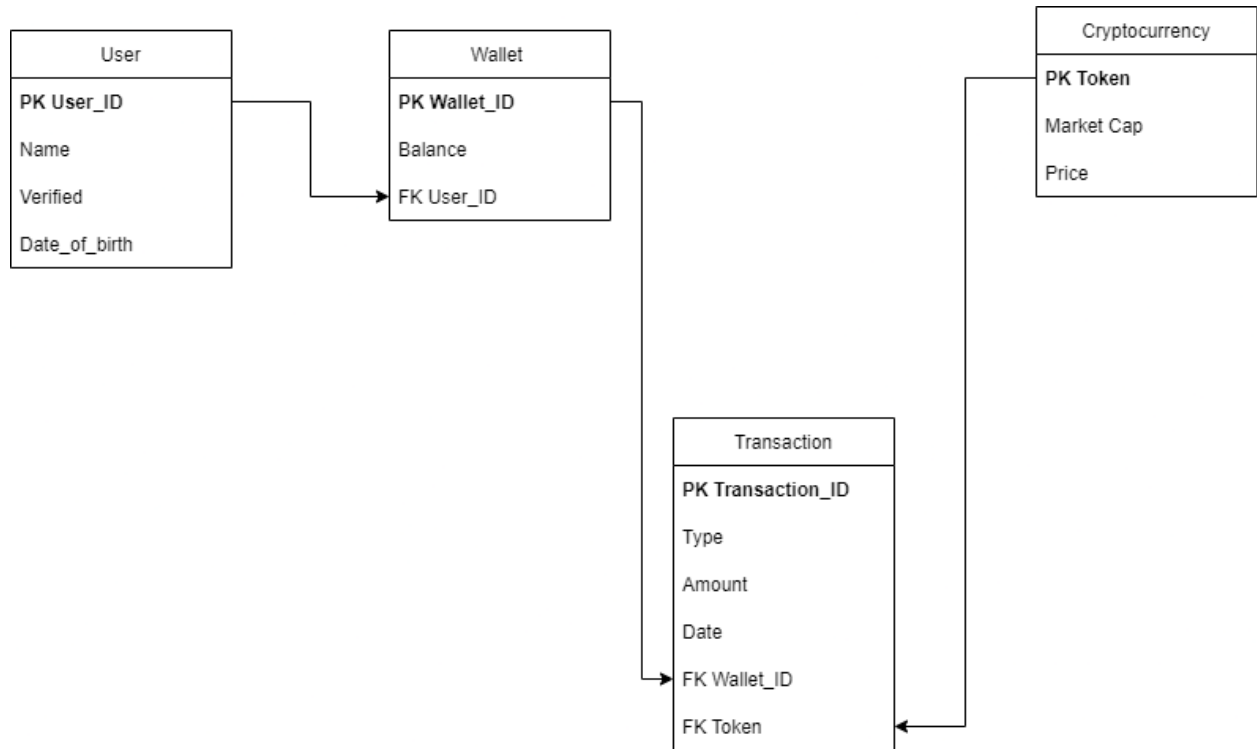 User
PK User_ID
Name
Verified
Date_of_birth
Wallet
PK Wallet_ID
Balance
FK User_ID
Cryptocurrency
PK Token
Market Cap
Price
Transaction
PK Transaction_ID
Type
Amount
Date
FK Wallet_ID
FK Token